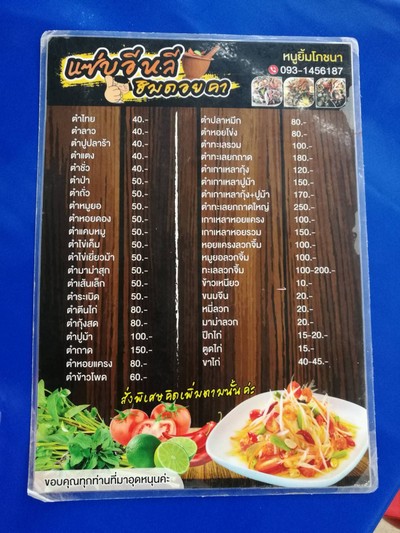 แซ่บอีหลี
ชิมดวยคา
หนูยิ้มโภชนา
093-1456187
ตำไทย 40.-
ตำลาว 40.-
ตำปูปลาร้า 40.-
ตำแตง 40.-
ตำซั่ว 40.-
ตำป่า 50.-
ตำถั่ว 50.-
ตำหมูยอ 50.-
ตำหอยดอง 50.-
ตำแคบหมู 50.-
ตำไข่เค็ม 50.-
ตำไข่เยี่ยวม้า 50.-
ตำมาม่าสุก 50.-
ตำเส้นเล็ก 50.-
ตำระเบิด 50.-
ตำตีนไก่ 80.-
ตำกุ้งสด 80.-
ตำปูม้า 100.-
ตำถาด 150.-
ตำหอยแครง 80.-
ตำข้าวโพด 60.-
ตำปลาหมึก 80.-
ตำหอยโข่ง 80.-
ตำทะเลรวม 100.-
ตำทะเลยกถาด 180.-
ตำเกาเหลากุ้ง 120.-
ตำเกาเหลาปูม้า 150.-
ตำเกาเหลากุ้ง+ปูม้า 170.-
ตำทะเลยกถาดใหญ่ 250.-
เกาเหลาหอยแครง 100.-
เกาเหลารวม 150.-
หอยแครงลวกจิ้ม 100.-
หมูยอลวกจิ้ม 50.-
ทะเลลวกจิ้ม 100-200.-
ข้าวเหนียว 10.-
ขนมจีน 20.-
หมี่ลวก 20.-
มาม่าลวก 20.-
ปีกไก่ 15-20.-
ตูดไก่ 15.-
ขาไก่ 40-45.-
สั่งพิเศษคิดเพิ่มตามนั้นค่ะ
ขอบคุณทุกท่านที่มาอุดหนุนค่ะ